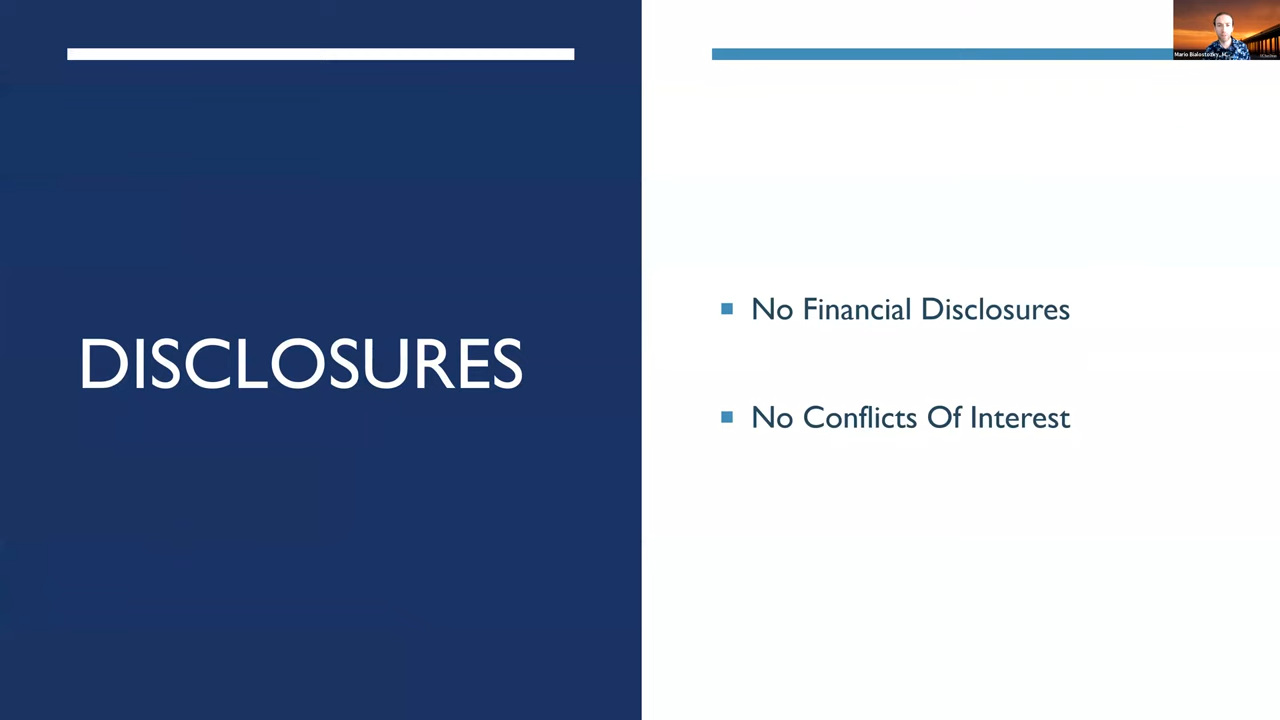 DISCLOSURES
No Financial Disclosures
No Conflicts Of Interest